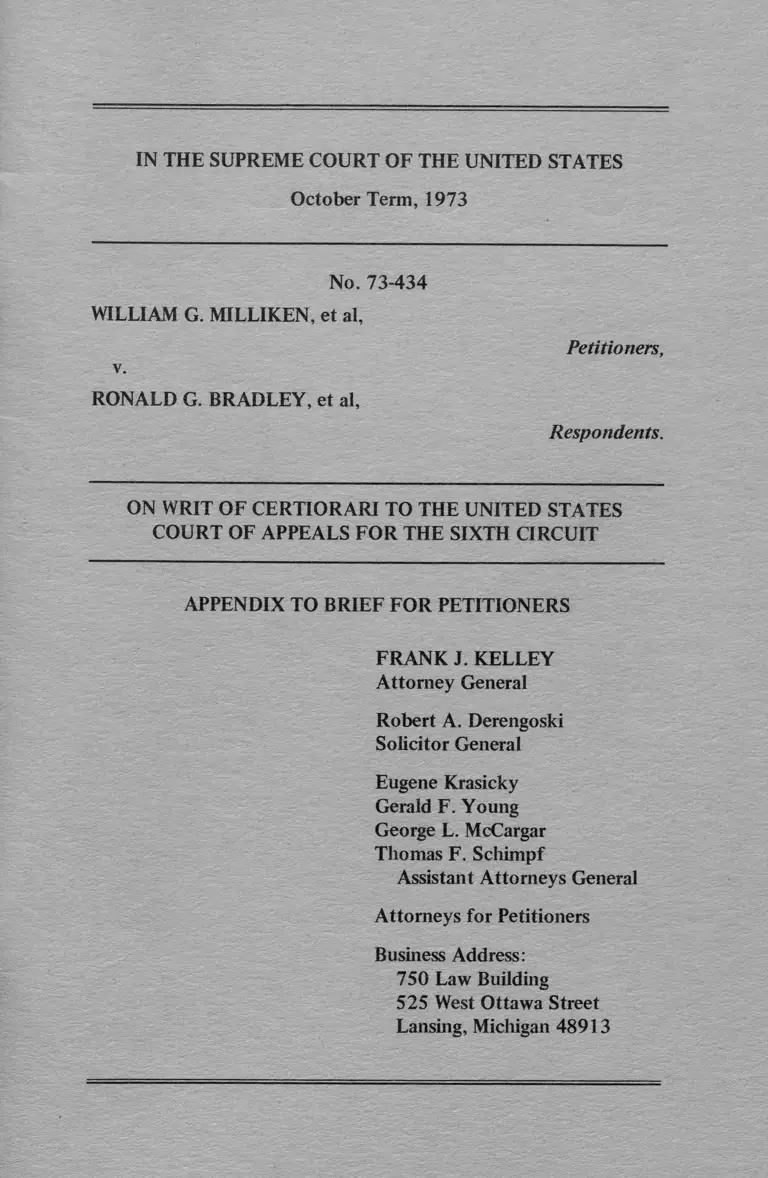 IN THE SUPREME COURT OF THE UNITED STATES
October Term, 1973
No. 73-434
WILLIAM G. MILLIKEN, et al,
Petitioners,
v.
RONALD G. BRADLEY, et al,
Respondents.
ON WRIT OF CERTIORARI TO THE UNITED STATES
COURT OF APPEALS FOR THE SIXTH CIRCUIT
APPENDIX TO BRIEF FOR PETITIONERS
FRANK J. KELLEY
Attorney General
Robert A. Derengoski
Solicitor General
Eugene Krasicky
Gerald F. Young
George L. McCargar
Thomas F. Schimpf
Assistant Attorneys General
Attorneys for Petitioners
Business Address:
750 Law Building
525 West Ottawa Street
Lansing, Michigan 48913